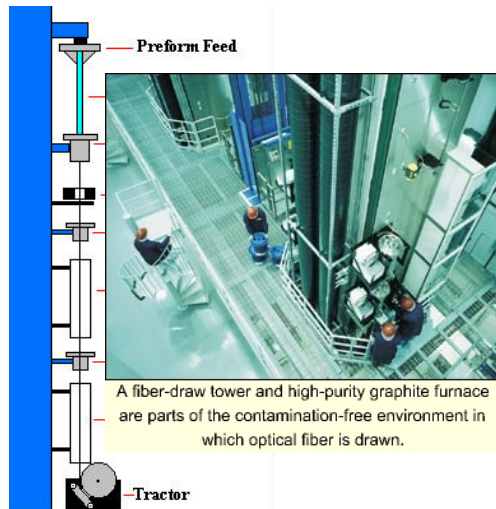 Preform Feed
A fiber-draw tower and high-purity graphite furnace
are parts of the contamination-free environment in
which optical fiber is drawn.
Tractor